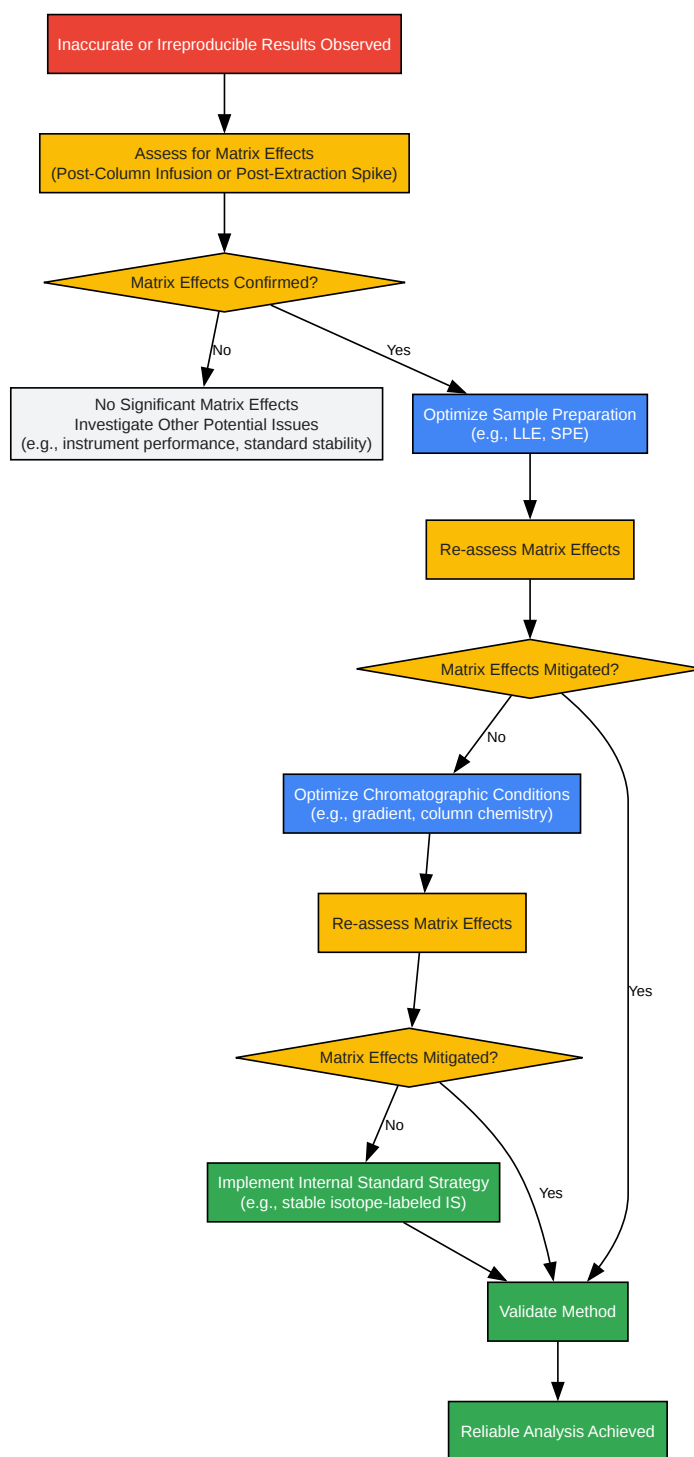 Inaccurate or Irreproducible Results Observed
Assess for Matrix Effects
(Post-Column Infusion or Post-Extraction Spike)
Matrix Effects Confirmed?
No
Yes
No Significant Matrix Effects
Investigate Other Potential Issues
(e.g., instrument performance, standard stability)
Optimize Sample Preparation
(e.g., LLE, SPE)
Re-assess Matrix Effects
Matrix Effects Mitigated?
No
Optimize Chromatographic Conditions
(e.g., gradient, column chemistry)
Re-assess Matrix Effects
Yes
Matrix Effects Mitigated?
No
Implement Internal Standard Strategy
(e.g., stable isotope-labeled IS)
Yes
Validate Method
Reliable Analysis Achieved